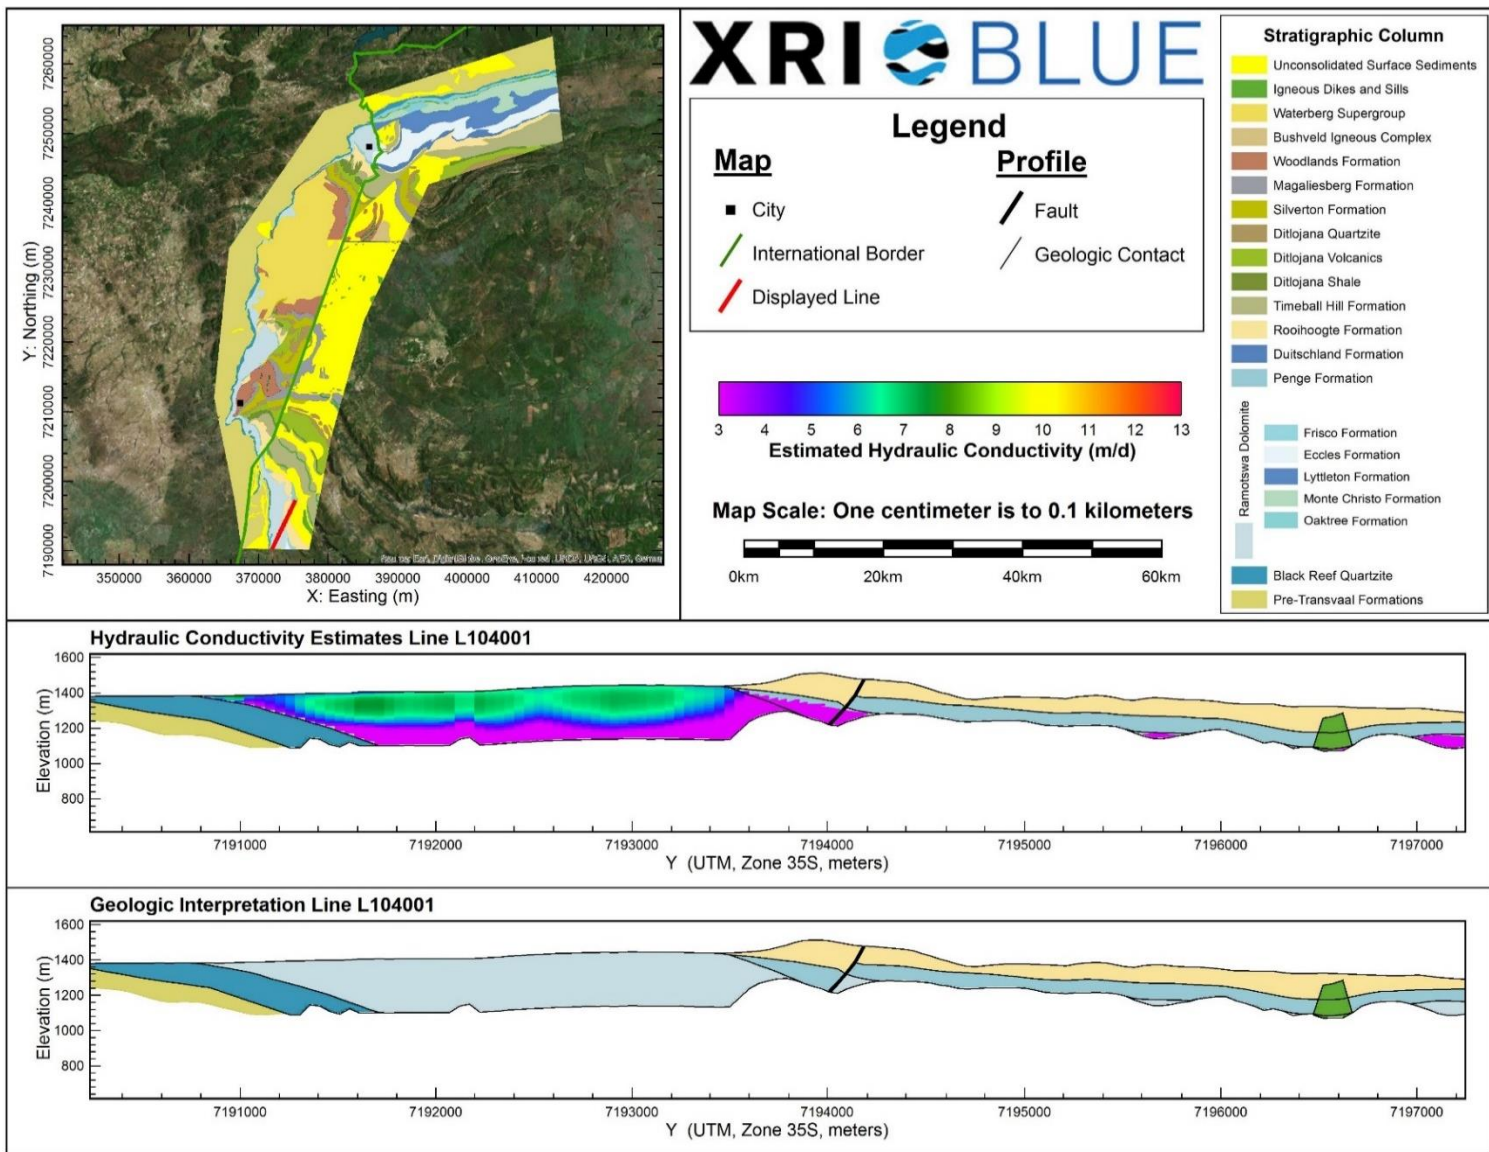 XRI BLUE
Legend
Map
City
International Border
Displayed Line
Profile
Fault
Geologic Contact
3 4 5 6 7 8 9 10 11 12 13
Estimated Hydraulic Conductivity (m/d)
Map Scale: One centimeter is to 0.1 kilometers
0km 20km 40km 60km
Stratigraphic Column
Unconsolidated Surface Sediments
Igneous Dikes and Sills
Waterberg Supergroup
Bushveld Igneous Complex
Woodlands Formation
Magaliesberg Formation
Silverton Formation
Ditlojana Quartzite
Ditlojana Volcanics
Ditlojana Shale
Timeball Hill Formation
Rooihoogte Formation
Duitschland Formation
Penge Formation
Ramotswa Dolomite
Frisco Formation
Eccles Formation
Lyttleton Formation
Monte Christo Formation
Oaktree Formation
Black Reef Quartzite
Pre-Transvaal Formations
Y: Northing (m)
7260000
7250000
7240000
7230000
7220000
7210000
7200000
7190000
350000 360000 370000 380000 390000 400000 410000 420000
X: Easting (m)
Hydraulic Conductivity Estimates Line L104001
Elevation (m)
1600
1400
1200
1000
800
7191000 7192000 7193000 7194000 7195000 7196000 7197000
Y (UTM, Zone 35S, meters)
Geologic Interpretation Line L104001
Elevation (m)
1600
1400
1200
1000
800
7191000 7192000 7193000 7194000 7195000 7196000 7197000
Y (UTM, Zone 35S, meters)